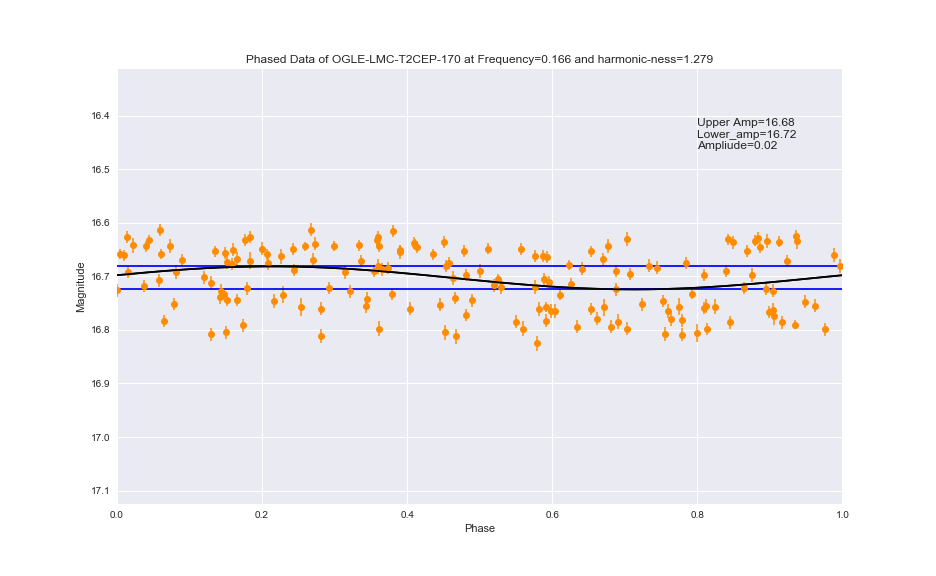 Phased Data of OGLE-LMC-T2CEP-170 at Frequency=0.166 and harmonic-ness=1.279
Upper Amp=16.68
Lower_amp=16.72
Ampliude=0.02
Magnitude
16.4
16.5
16.6
16.7
16.8
16.9
17.0
17.1
0.0
0.2
0.4
0.6
0.8
1.0
Phase